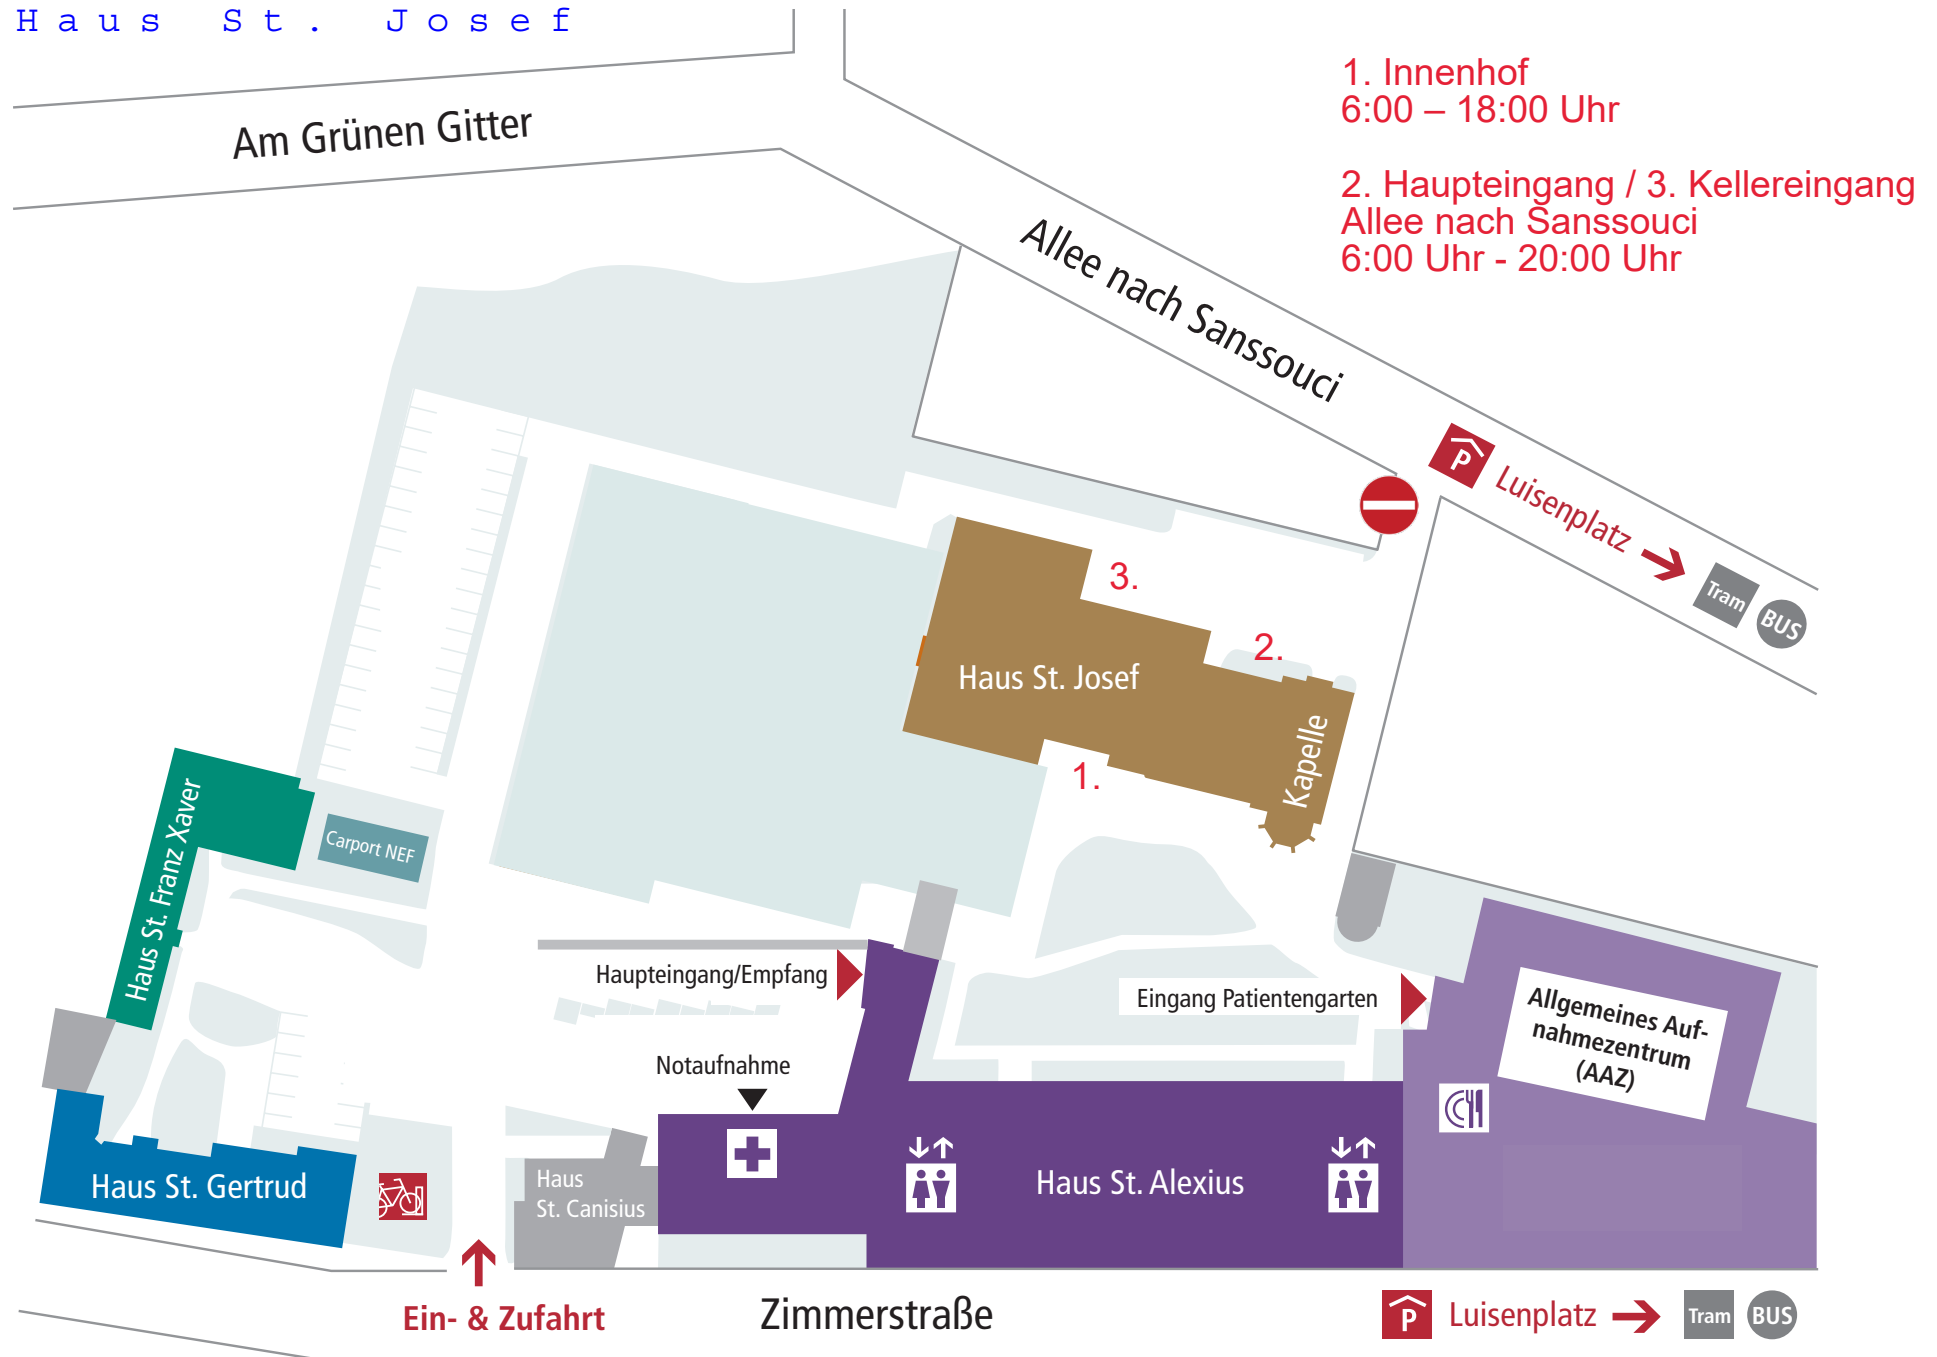 Haus St. Josef
1. Innenhof
6:00 – 18:00 Uhr
2. Haupteingang / 3. Kellereingang
Allee nach Sanssouci
6:00 Uhr - 20:00 Uhr
Am Grünen Gitter
Allee nach Sanssouci
P
Luisenplatz
Tram
BUS
3.
2.
Haus St. Josef
Kapelle
1.
Haus St. Franz Xaver
Carport NEF
Haupteingang/Empfang
Eingang Patientengarten
Allgemeines Auf-
nahmezentrum
(AAZ)
Notaufnahme
Haus St. Gertrud
Haus
St. Canisius
Haus St. Alexius
Ein- & Zufahrt
Zimmerstraße
P
Luisenplatz
Tram
BUS